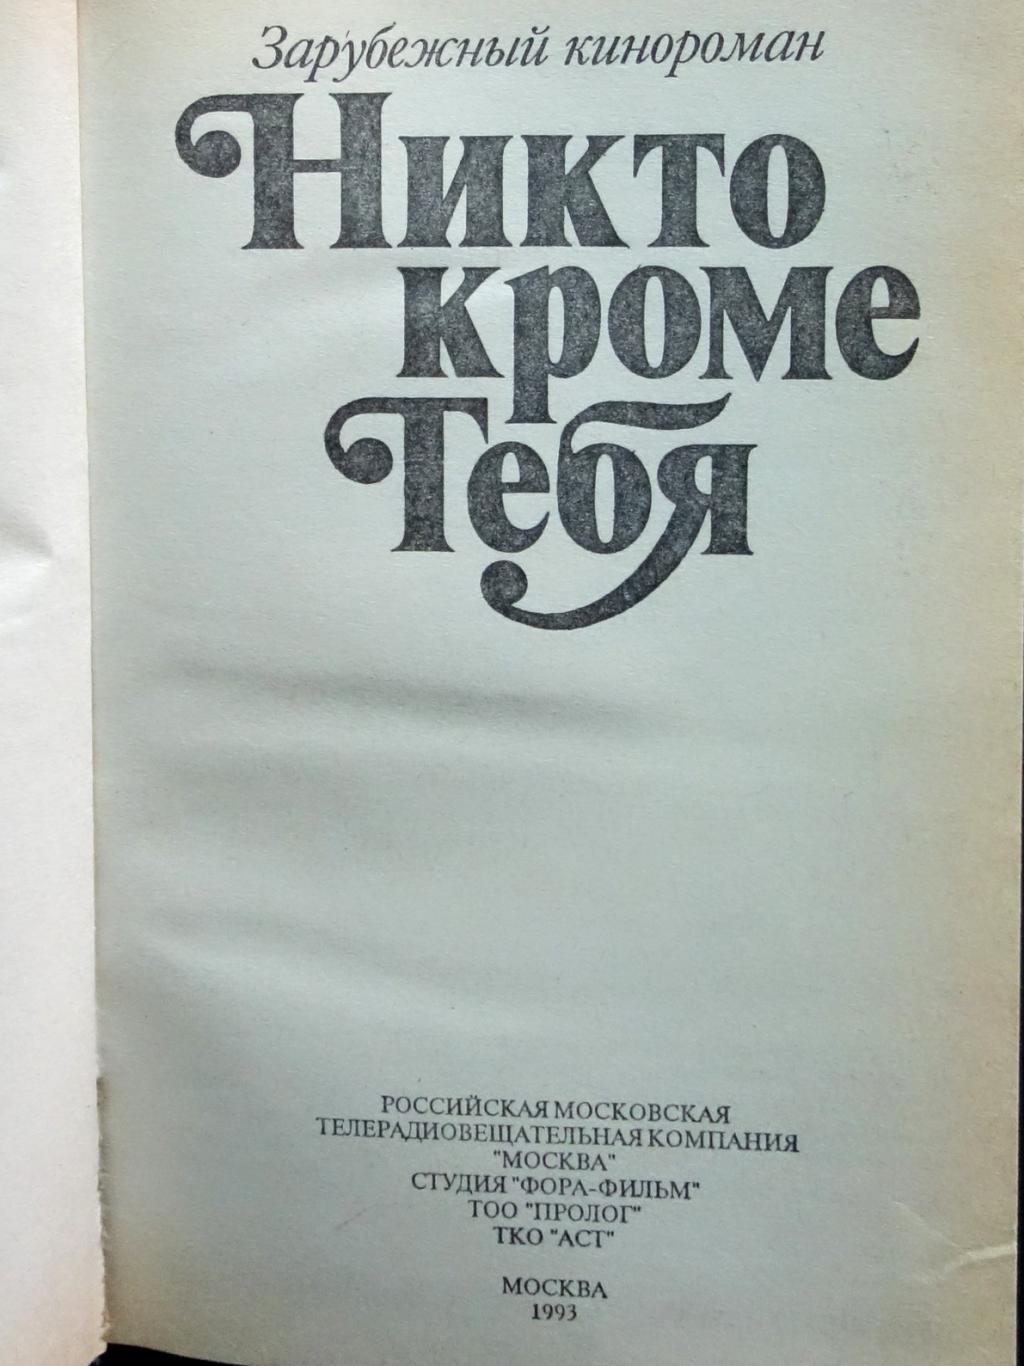 Зарубежный кинороман
Никто
кроме
Тебя
РОССИЙСКАЯ МОСКОВСКАЯ
ТЕЛЕРАДИОВЕЩАТЕЛЬНАЯ КОМПАНИЯ
"МОСКВА"
СТУДИЯ "ФОРА-ФИЛЬМ"
ТОО "ПРОЛОГ"
ТКО "АСТ"
МОСКВА
1993